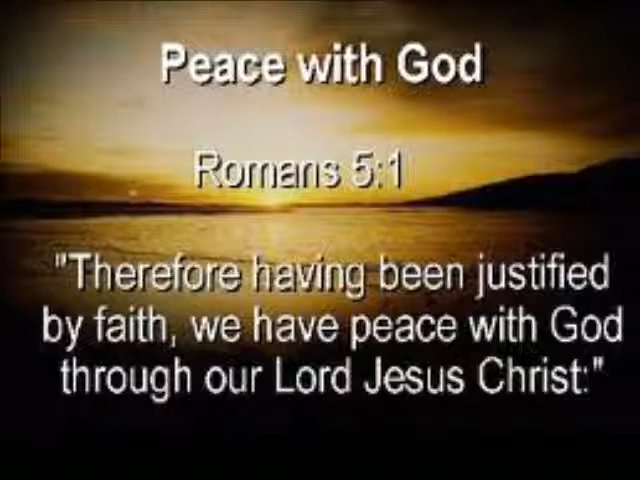 Peace with God
Romans 5:1
"Therefore having been justified
by faith, we have peace with God
through our Lord Jesus Christ:"